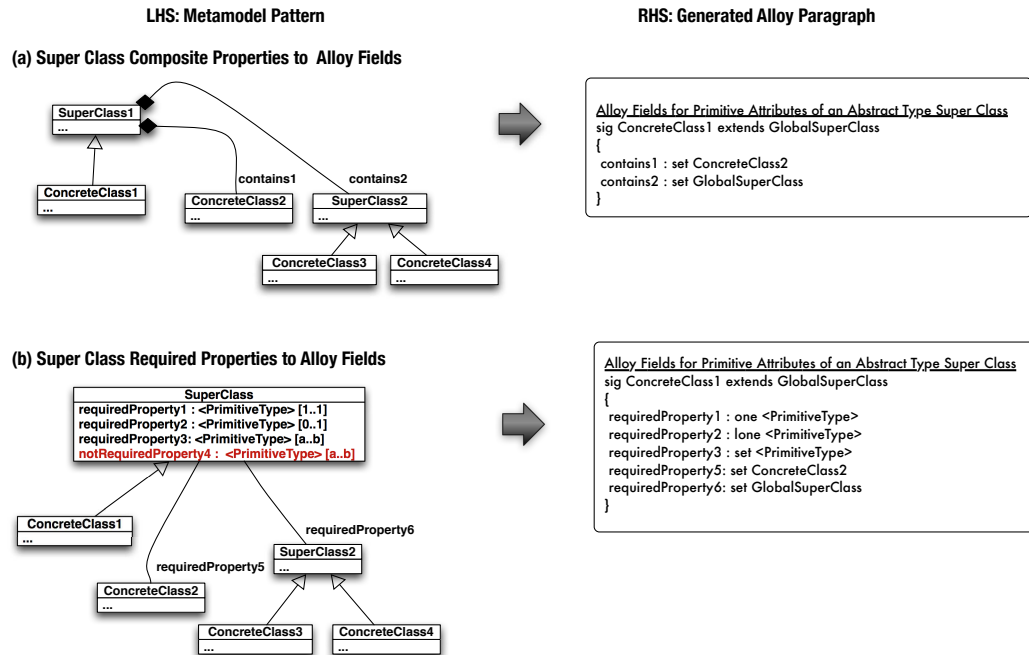 LHS: Metamodel Pattern
RHS: Generated Alloy Paragraph
(a) Super Class Composite Properties to Alloy Fields
SuperClass1
...
ConcreteClass1
...
contains1
ConcreteClass2
...
contains2
SuperClass2
...
ConcreteClass3
...
ConcreteClass4
...
Alloy Fields for Primitive Attributes of an Abstract Type Super Class
sig ConcreteClass1 extends GlobalSuperClass
{
contains1 : set ConcreteClass2
contains2 : set GlobalSuperClass
}
(b) Super Class Required Properties to Alloy Fields
SuperClass
requiredProperty1 : <PrimitiveType> [1..1]
requiredProperty2 : <PrimitiveType> [0..1]
requiredProperty3: <PrimitiveType> [a..b]
notRequiredProperty4 : <PrimitiveType> [a..b]
ConcreteClass1
...
requiredProperty6
SuperClass2
...
requiredProperty5
ConcreteClass2
...
ConcreteClass3
...
ConcreteClass4
...
Alloy Fields for Primitive Attributes of an Abstract Type Super Class
sig ConcreteClass1 extends GlobalSuperClass
{
requiredProperty1 : one <PrimitiveType>
requiredProperty2 : lone <PrimitiveType>
requiredProperty3 : set <PrimitiveType>
requiredProperty5: set ConcreteClass2
requiredProperty6: set GlobalSuperClass
}